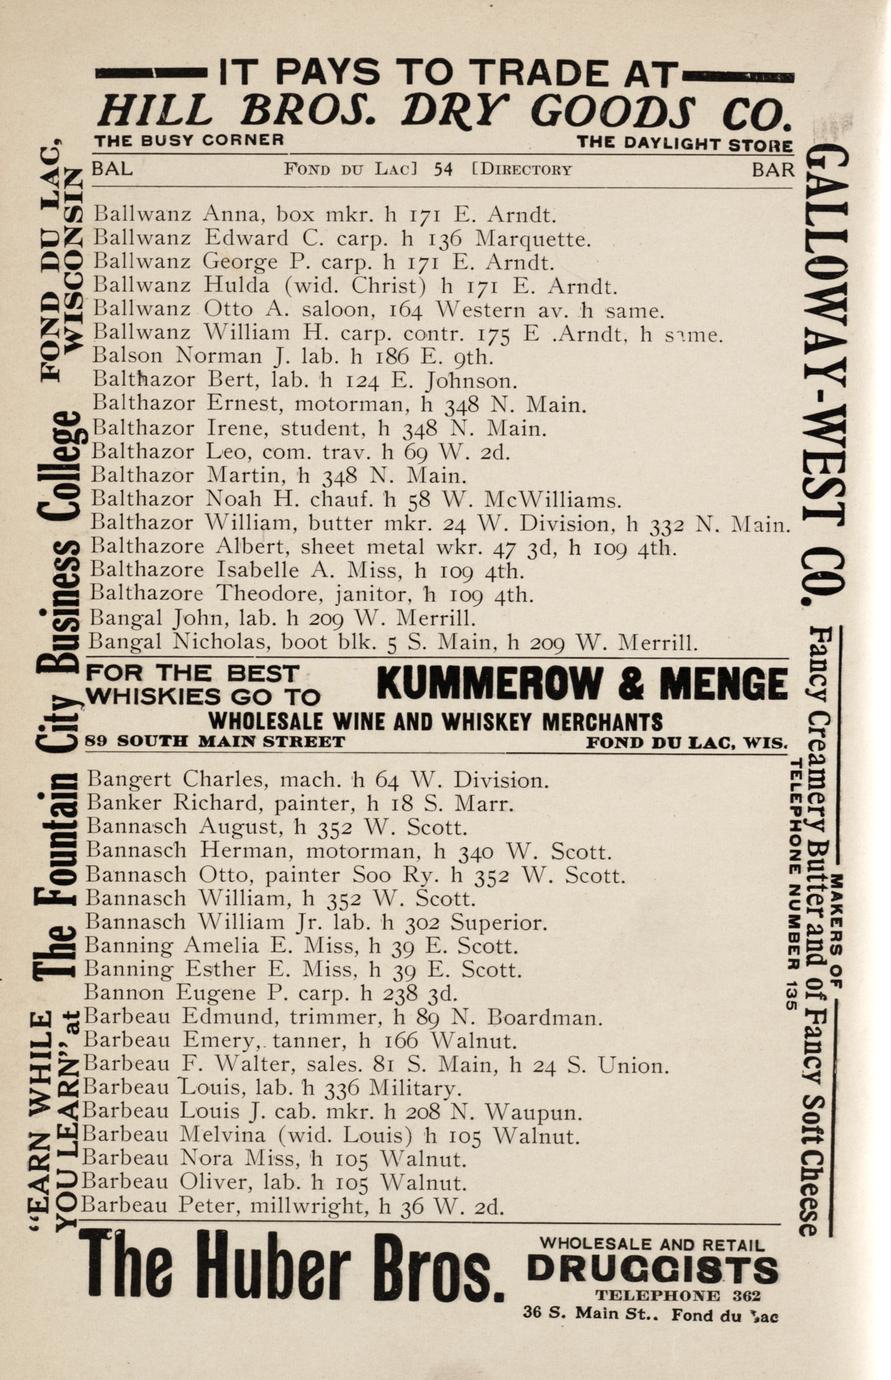 IT PAYS TO TRADE AT
HILL BROS. DRY GOODS CO.
THE BUSY CORNER THE DAYLIGHT STORE
BAL FOND DU LAC] 54 [DIRECTORY BAR
Ballwanz Anna, box mkr. h 171 E. Arndt.
Ballwanz Edward C. carp. h 136 Marquette.
Ballwanz George P. carp. h 171 E. Arndt.
Ballwanz Hulda (wid. Christ) h 171 E. Arndt.
Ballwanz Otto A. saloon, 164 Western av. h same.
Ballwanz William H. carp. contr. 175 E .Arndt, h same.
Balson Norman J. lab. h 186 E. 9th.
Balthazor Bert, lab. h 124 E. Johnson.
Balthazor Ernest, motorman, h 348 N. Main.
Balthazor Irene, student, h 348 N. Main.
Balthazor Leo, com. trav. h 69 W. 2d.
Balthazor Martin, h 348 N. Main.
Balthazor Noah H. chauf. h 58 W. McWilliams.
Balthazor William, butter mkr. 24 W. Division, h 332 N. Main.
Balthazore Albert, sheet metal wkr. 47 3d, h 109 4th.
Balthazore Isabelle A. Miss, h 109 4th.
Balthazore Theodore, janitor, h 109 4th.
Bangal John, lab. h 209 W. Merrill.
Bangal Nicholas, boot blk. 5 S. Main, h 209 W. Merrill.
FOR THE BEST
WHISKIES GO TO KUMMEROW & MENGE
WHOLESALE WINE AND WHISKEY MERCHANTS
89 SOUTH MAIN STREET FOND DU LAC, WIS.
Bangert Charles, mach. h 64 W. Division.
Banker Richard, painter, h 18 S. Marr.
Bannasch August, h 352 W. Scott.
Bannasch Herman, motorman, h 340 W. Scott.
Bannasch Otto, painter Soo Ry. h 352 W. Scott.
Bannasch William, h 352 W. Scott.
Bannasch William Jr. lab. h 302 Superior.
Banning Amelia E. Miss, h 39 E. Scott.
Banning Esther E. Miss, h 39 E. Scott.
Bannon Eugene P. carp. h 238 3d.
Barbeau Edmund, trimmer, h 89 N. Boardman.
Barbeau Emery, tanner, h 166 Walnut.
Barbeau F. Walter, sales. 81 S. Main, h 24 S. Union.
Barbeau Louis, lab. h 336 Military.
Barbeau Louis J. cab. mkr. h 208 N. Waupun.
Barbeau Melvina (wid. Louis) h 105 Walnut.
Barbeau Nora Miss, h 105 Walnut.
Barbeau Oliver, lab. h 105 Walnut.
Barbeau Peter, millwright, h 36 W. 2d.
The Huber Bros.
WHOLESALE AND RETAIL
DRUGGISTS
TELEPHONE 362
36 S. Main St.. Fond du Lac
"EARN WHILE
YOU LEARN" at
The Fountain City Business College
FOND DU LAC,
WISCONSIN
GALLOWAY-WEST CO.
MAKERS OF
Fancy Creamery Butter and of Fancy Soft Cheese
TELEPHONE NUMBER 135